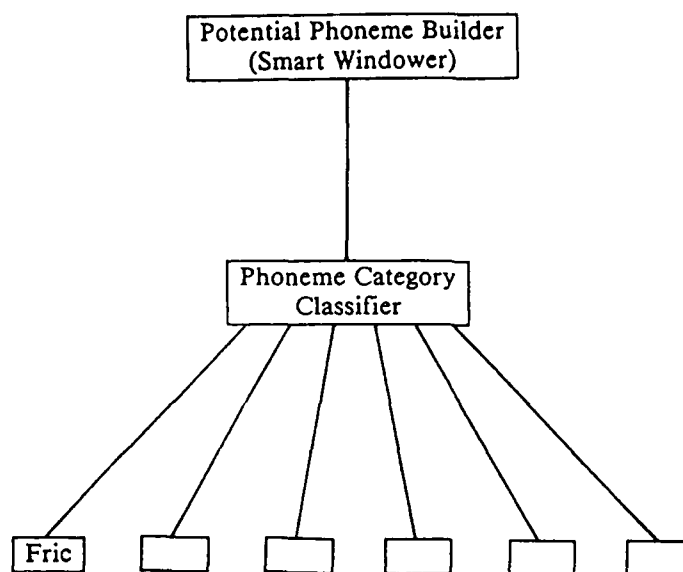 Potential Phoneme Builder
(Smart Windower)
Phoneme Category
Classifier
Fric